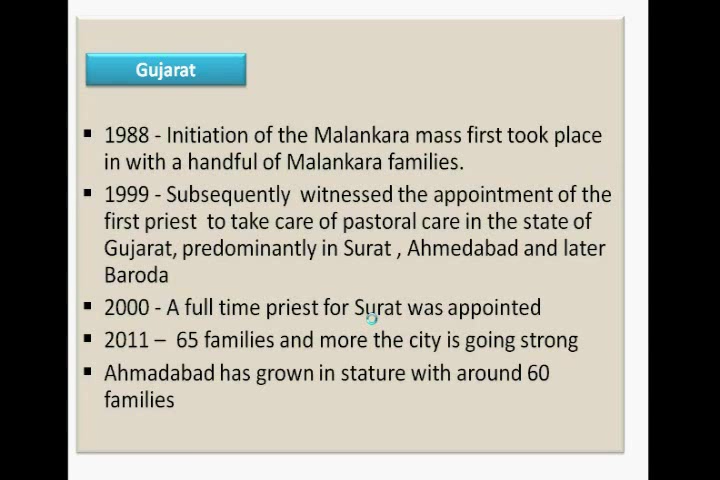 Gujarat
▪ 1988 - Initiation of the Malankara mass first took place
in with a handful of Malankara families.
▪ 1999 - Subsequently witnessed the appointment of the
first priest to take care of pastoral care in the state of
Gujarat, predominantly in Surat , Ahmedabad and later
Baroda
▪ 2000 - A full time priest for Surat was appointed
▪ 2011 – 65 families and more the city is going strong
▪ Ahmadabad has grown in stature with around 60
families